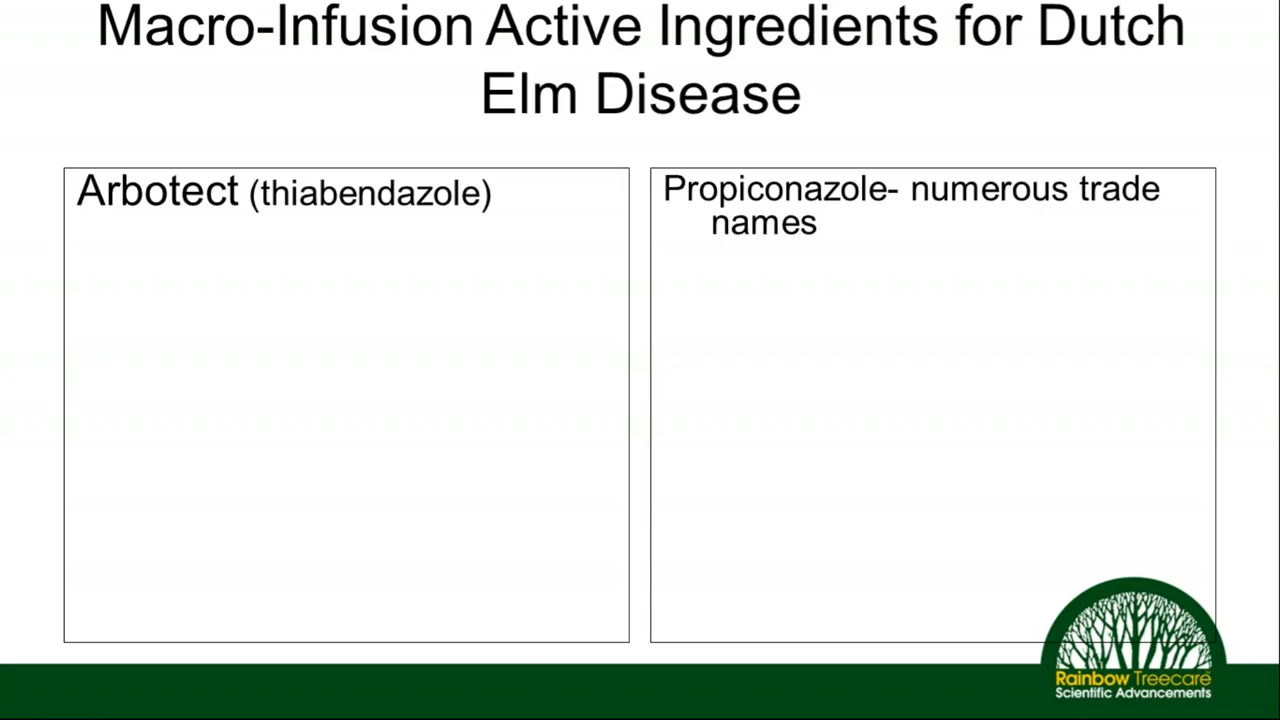 Macro-Infusion Active Ingredients for Dutch
Elm Disease
Arbotect (thiabendazole)
Propiconazole- numerous trade
names
Rainbow Treecare
Scientific Advancements